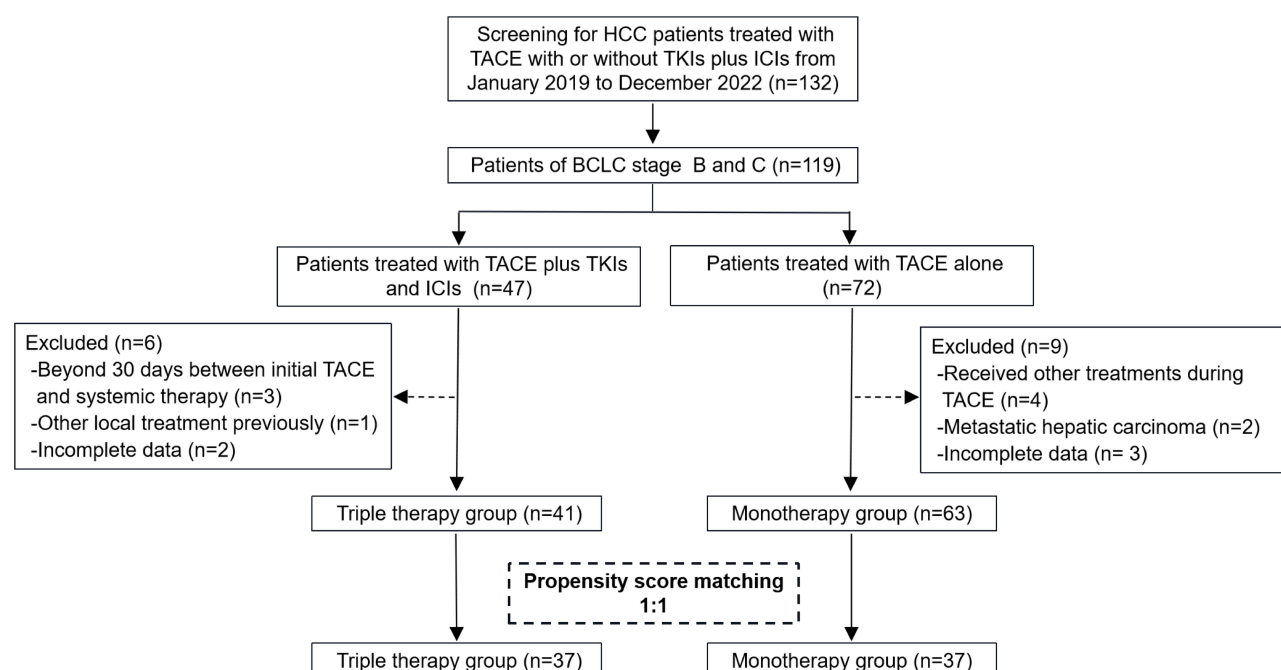 Screening for HCC patients treated with
TACE with or without TKIs plus ICIs from
January 2019 to December 2022 (n=132)
Patients of BCLC stage B and C (n=119)
Patients treated with TACE plus TKIs
and ICIs (n=47)
Patients treated with TACE alone
(n=72)
Excluded (n=6)
-Beyond 30 days between initial TACE
and systemic therapy (n=3)
-Other local treatment previously (n=1)
-Incomplete data (n=2)
Excluded (n=9)
-Received other treatments during
TACE (n=4)
-Metastatic hepatic carcinoma (n=2)
-Incomplete data (n= 3)
Triple therapy group (n=41)
Monotherapy group (n=63)
Propensity score matching
1:1
Triple therapy group (n=37)
Monotherapy group (n=37)